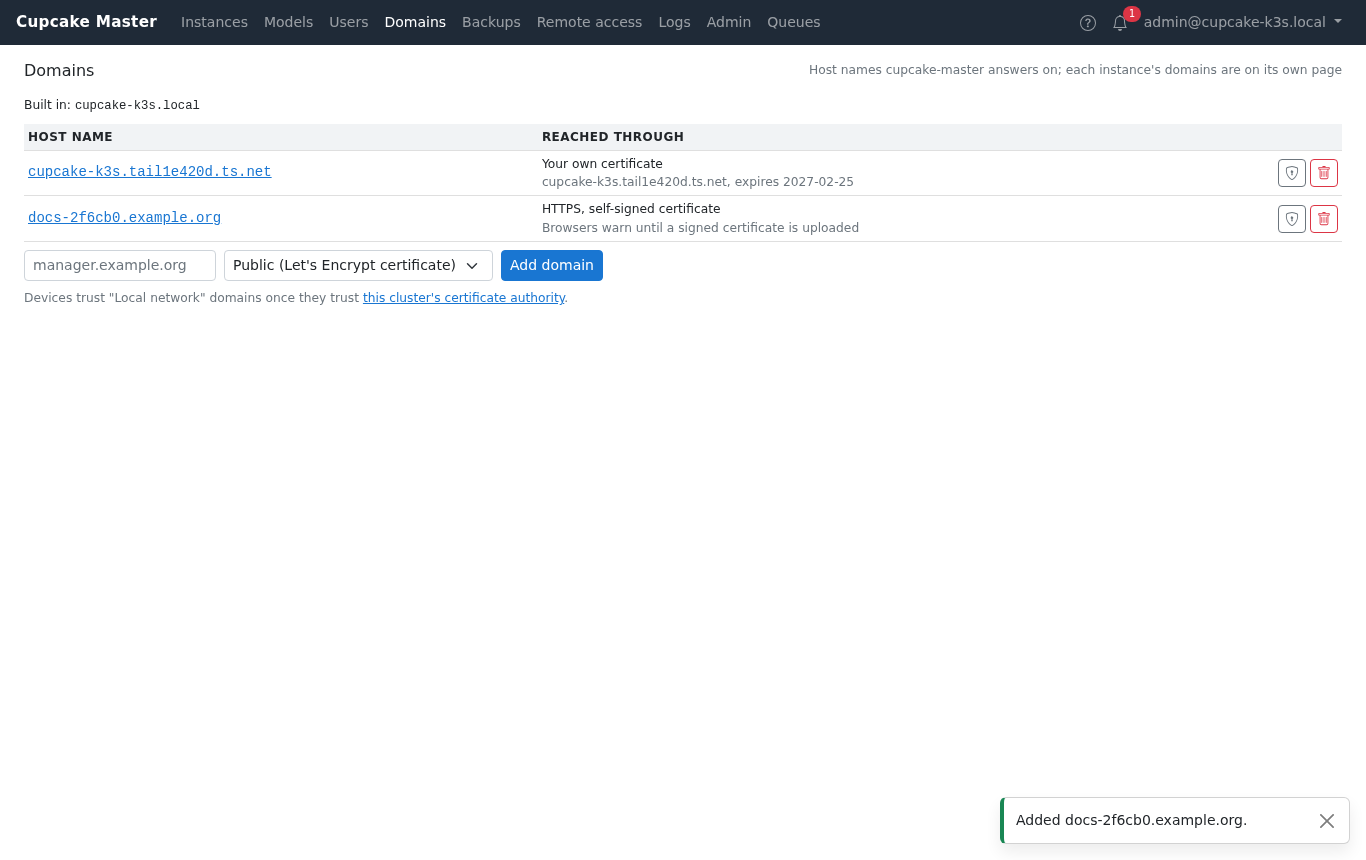 Cupcake Master Instances Models Users Domains Backups Remote access Logs Admin Queues 1 admin@cupcake-k3s.local
Domains
Host names cupcake-master answers on; each instance's domains are on its own page
Built in: cupcake-k3s.local
HOST NAME REACHED THROUGH
cupcake-k3s.tail1e420d.ts.net
Your own certificate
cupcake-k3s.tail1e420d.ts.net, expires 2027-02-25
docs-2f6cb0.example.org
HTTPS, self-signed certificate
Browsers warn until a signed certificate is uploaded
manager.example.org Public (Let's Encrypt certificate) Add domain
Devices trust "Local network" domains once they trust this cluster's certificate authority.
Added docs-2f6cb0.example.org.